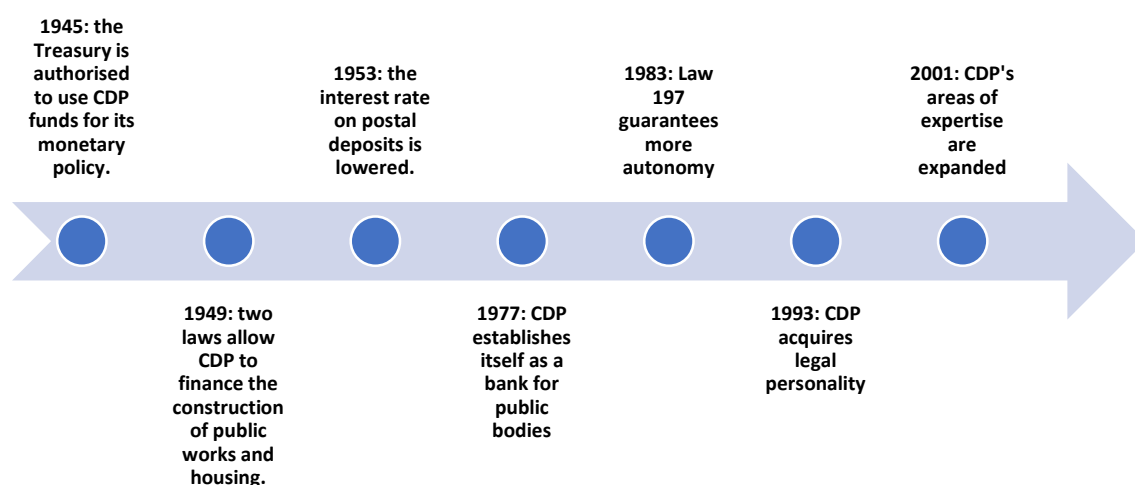 1945: the
Treasury is
authorised
to use CDP
funds for its
monetary
policy.
1949: two
laws allow
CDP to
finance the
construction
of public
works and
housing.
1953: the
interest rate
on postal
deposits is
lowered.
1977: CDP
establishes
itself as a
bank for
public
bodies
1983: Law
197
guarantees
more
autonomy
1993: CDP
acquires
legal
personality
2001: CDP's
areas of
expertise
are
expanded